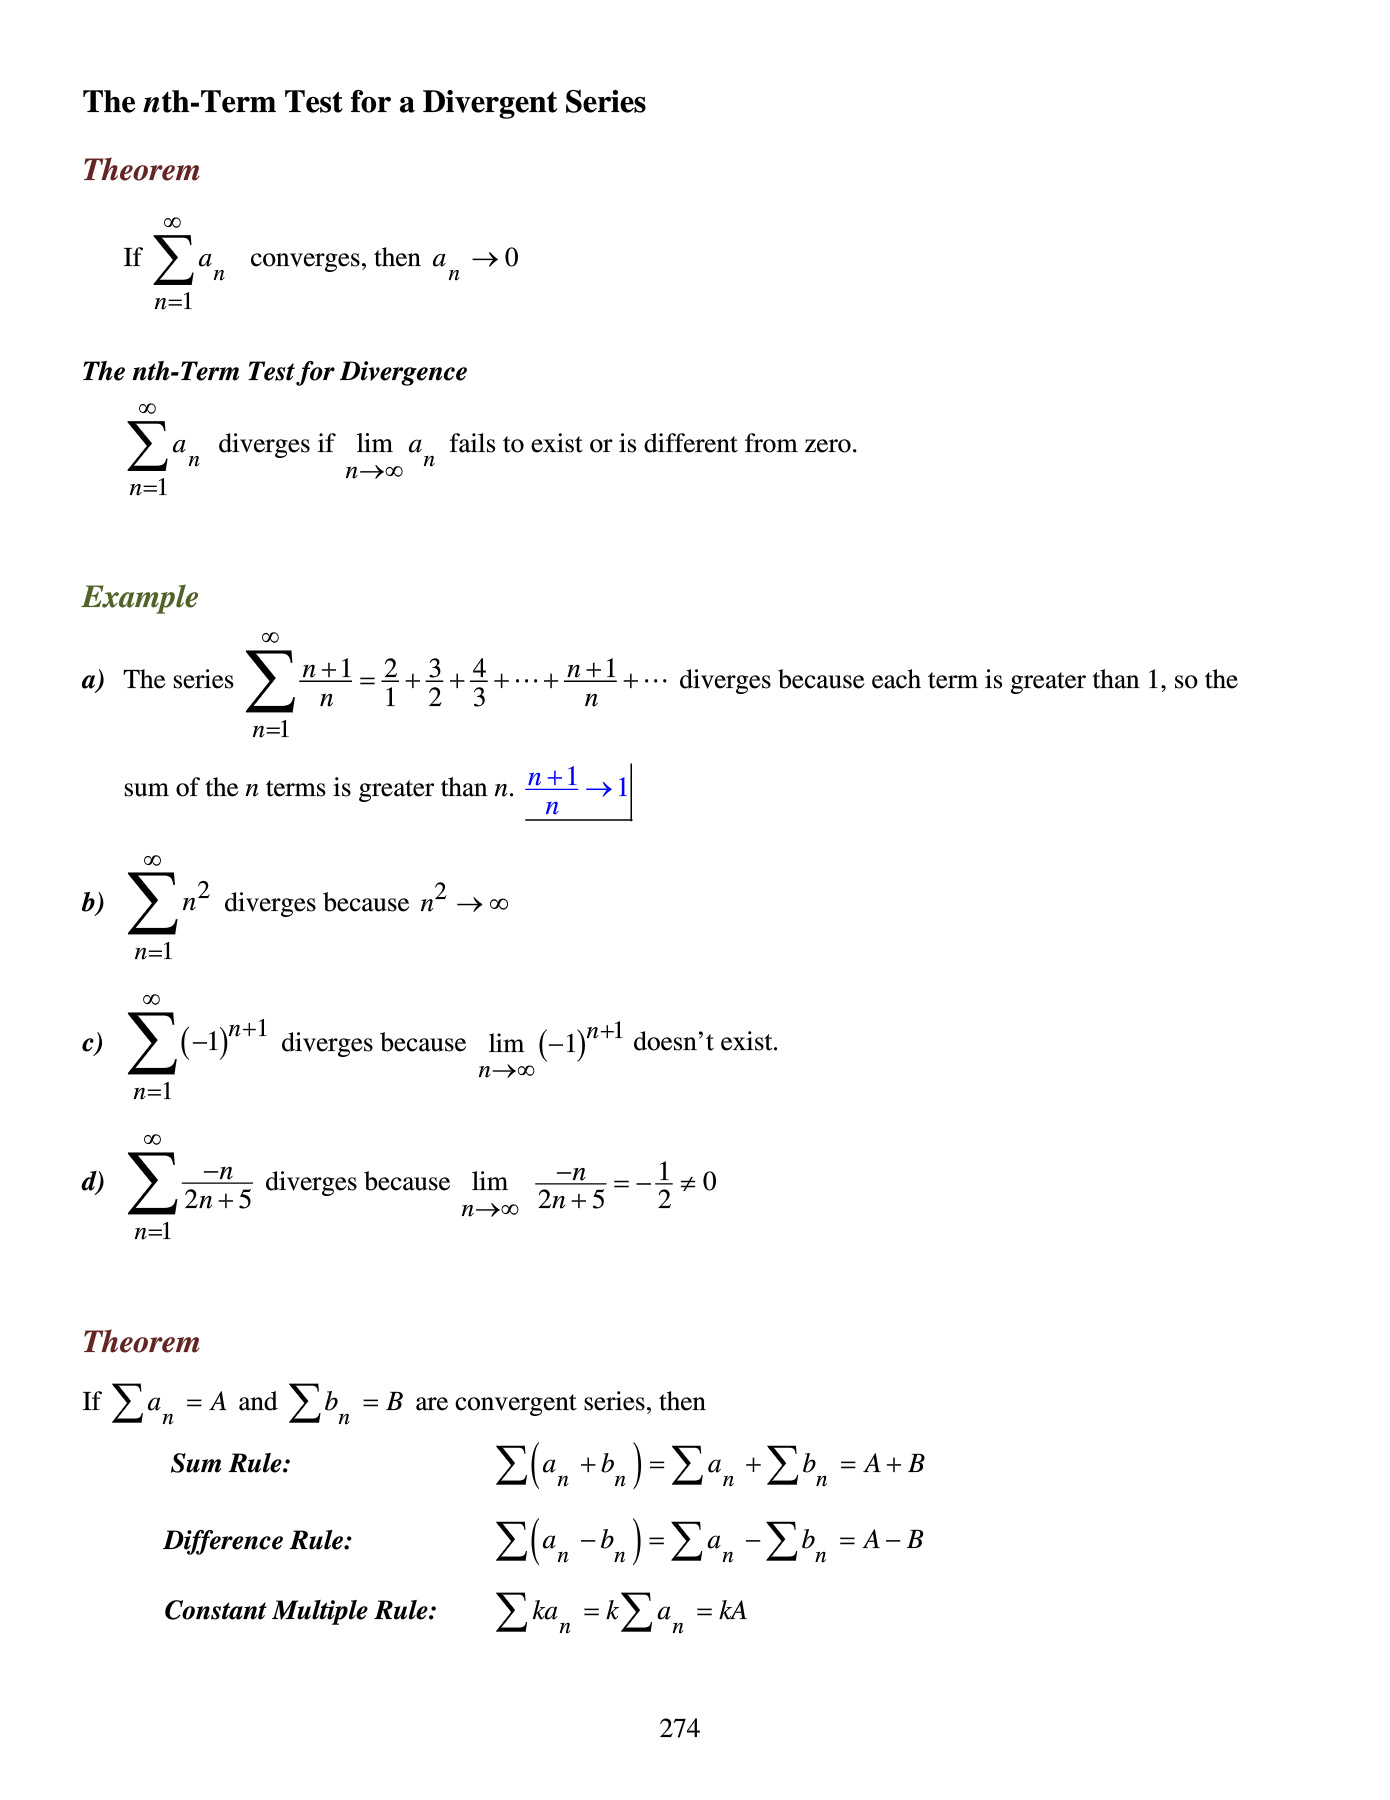 The nth-Term Test for a Divergent Series
Theorem
If $\sum_{n=1}^{\infty} a_n$ converges, then $a_n \to 0$
The nth-Term Test for Divergence
$\sum_{n=1}^{\infty} a_n$ diverges if $\lim_{n\to\infty} a_n$ fails to exist or is different from zero.
Example
a) The series $\sum_{n=1}^{\infty} \frac{n+1}{n} = \frac{2}{1} + \frac{3}{2} + \frac{4}{3} + \cdots + \frac{n+1}{n} + \cdots$ diverges because each term is greater than 1, so the
sum of the n terms is greater than n. $\frac{n+1}{n} \to 1$
b) $\sum_{n=1}^{\infty} n^2$ diverges because $n^2 \to \infty$
c) $\sum_{n=1}^{\infty} (-1)^{n+1}$ diverges because $\lim_{n\to\infty} (-1)^{n+1}$ doesn't exist.
d) $\sum_{n=1}^{\infty} \frac{-n}{2n+5}$ diverges because $\lim_{n\to\infty} \frac{-n}{2n+5} = -\frac{1}{2} \neq 0$
Theorem
If $\sum a_n = A$ and $\sum b_n = B$ are convergent series, then
Sum Rule: $\sum (a_n + b_n) = \sum a_n + \sum b_n = A + B$
Difference Rule: $\sum (a_n - b_n) = \sum a_n - \sum b_n = A - B$
Constant Multiple Rule: $\sum k a_n = k \sum a_n = kA$
274